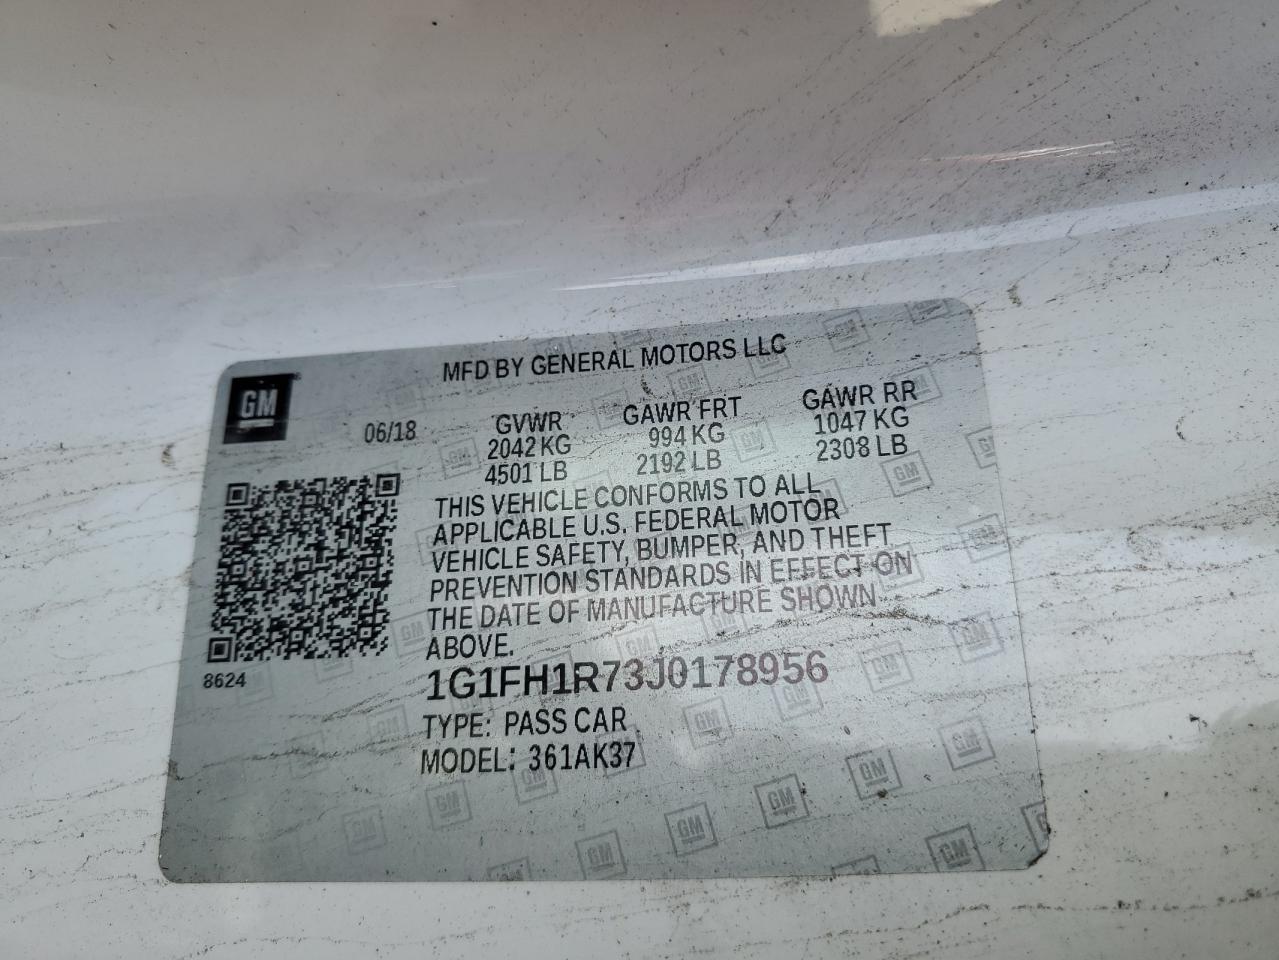 MFD BY GENERAL MOTORS LLC
GM
06/18
GVWR GAWR FRT GAWR RR
2042 KG 994 KG 1047 KG
4501 LB 2192 LB 2308 LB
THIS VEHICLE CONFORMS TO ALL
APPLICABLE U.S. FEDERAL MOTOR
VEHICLE SAFETY, BUMPER, AND THEFT
PREVENTION STANDARDS IN EFFECT ON
THE DATE OF MANUFACTURE SHOWN
ABOVE.
8624
1G1FH1R73J0178956
TYPE: PASS CAR
MODEL: 361AK37